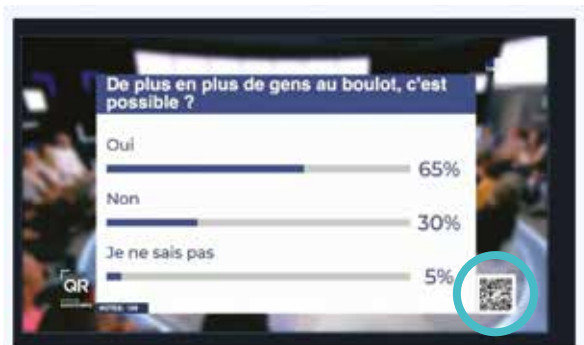 De plus en plus de gens au boulot, c'est
possible ?
Oui
65%
Non
30%
Je ne sais pas
5%
QR